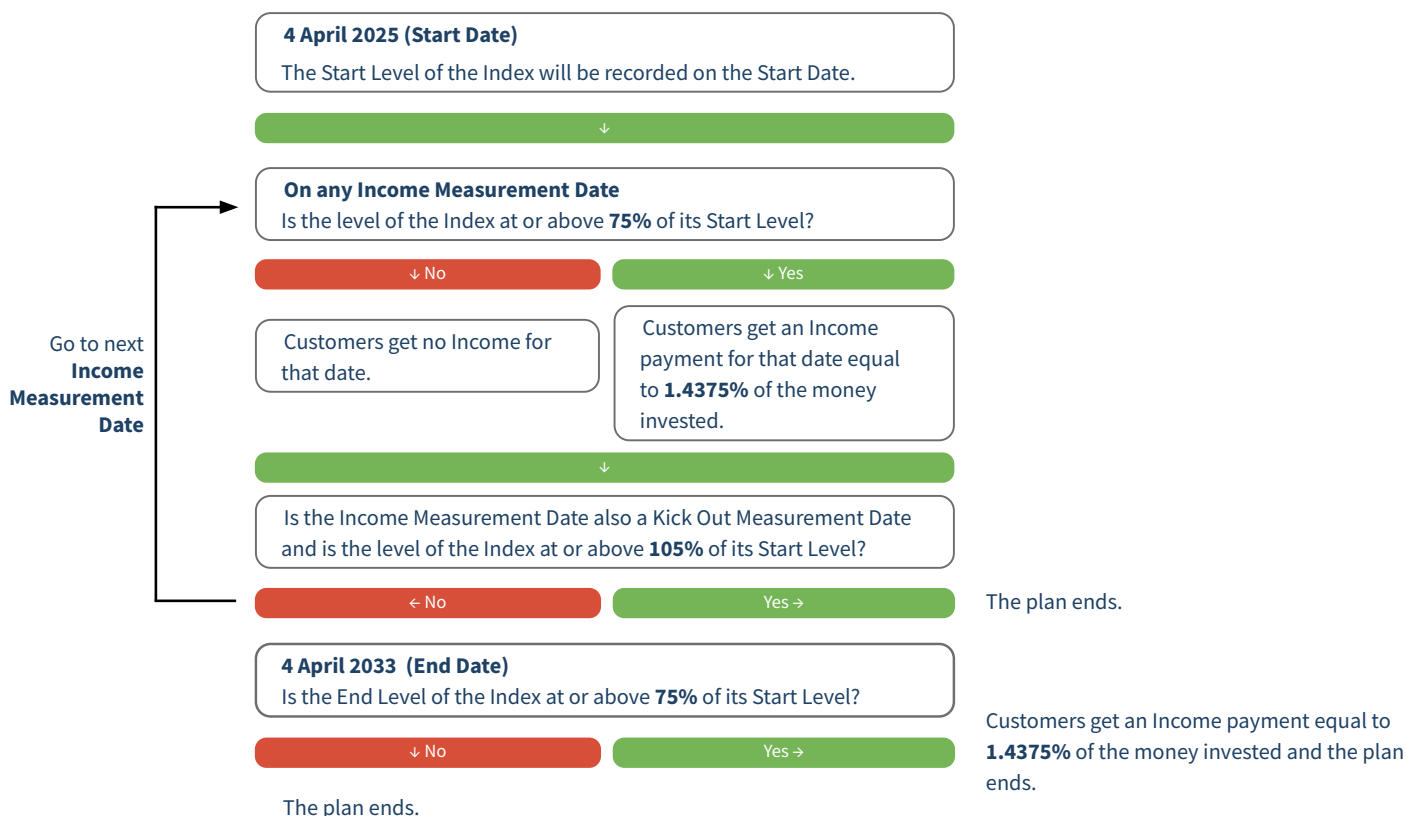 4 April 2025 (Start Date)
The Start Level of the Index will be recorded on the Start Date.
↓
On any Income Measurement Date
Is the level of the Index at or above 75% of its Start Level?
↓ No
↓ Yes
Customers get no Income for
that date.
Customers get an Income
payment for that date equal
to 1.4375% of the money
invested.
Go to next
Income
Measurement
Date
↓
Is the Income Measurement Date also a Kick Out Measurement Date
and is the level of the Index at or above 105% of its Start Level?
← No
Yes →
The plan ends.
4 April 2033 (End Date)
Is the End Level of the Index at or above 75% of its Start Level?
↓ No
Yes →
Customers get an Income payment equal to
1.4375% of the money invested and the plan
ends.
The plan ends.